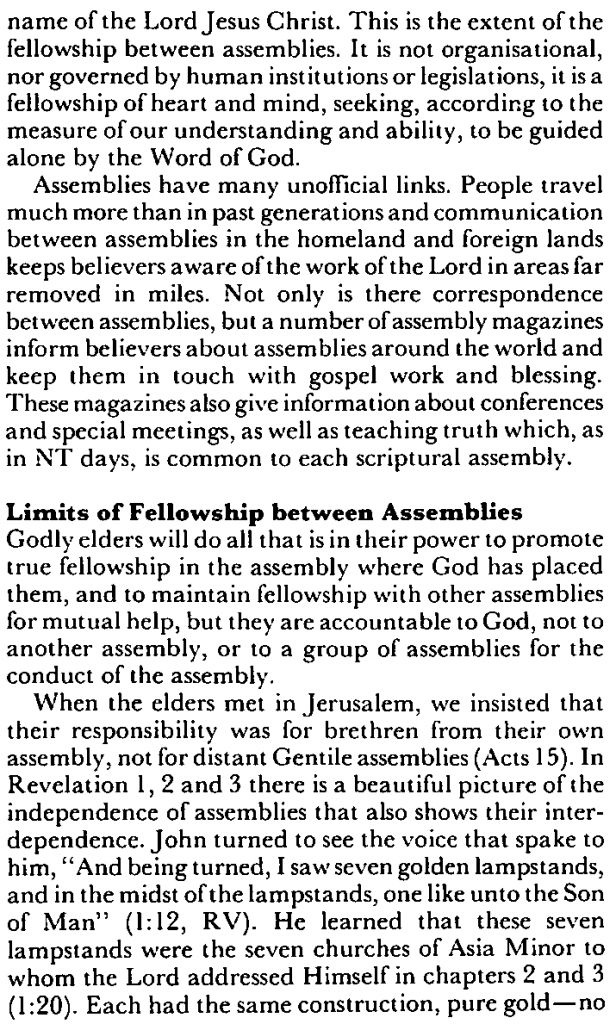 name of the Lord Jesus Christ. This is the extent of the
fellowship between assemblies. It is not organisational,
nor governed by human institutions or legislations, it is a
fellowship of heart and mind, seeking, according to the
measure of our understanding and ability, to be guided
alone by the Word of God.
Assemblies have many unofficial links. People travel
much more than in past generations and communication
between assemblies in the homeland and foreign lands
keeps believers aware of the work of the Lord in areas far
removed in miles. Not only is there correspondence
between assemblies, but a number of assembly magazines
inform believers about assemblies around the world and
keep them in touch with gospel work and blessing.
These magazines also give information about conferences
and special meetings, as well as teaching truth which, as
in NT days, is common to each scriptural assembly.
Limits of Fellowship between Assemblies
Godly elders will do all that is in their power to promote
true fellowship in the assembly where God has placed
them, and to maintain fellowship with other assemblies
for mutual help, but they are accountable to God, not to
another assembly, or to a group of assemblies for the
conduct of the assembly.
When the elders met in Jerusalem, we insisted that
their responsibility was for brethren from their own
assembly, not for distant Gentile assemblies (Acts 15). In
Revelation 1, 2 and 3 there is a beautiful picture of the
independence of assemblies that also shows their inter-
dependence. John turned to see the voice that spake to
him, "And being turned, I saw seven golden lampstands,
and in the midst of the lampstands, one like unto the Son
of Man" (1:12, RV). He learned that these seven
lampstands were the seven churches of Asia Minor to
whom the Lord addressed Himself in chapters 2 and 3
(1:20). Each had the same construction, pure gold—no